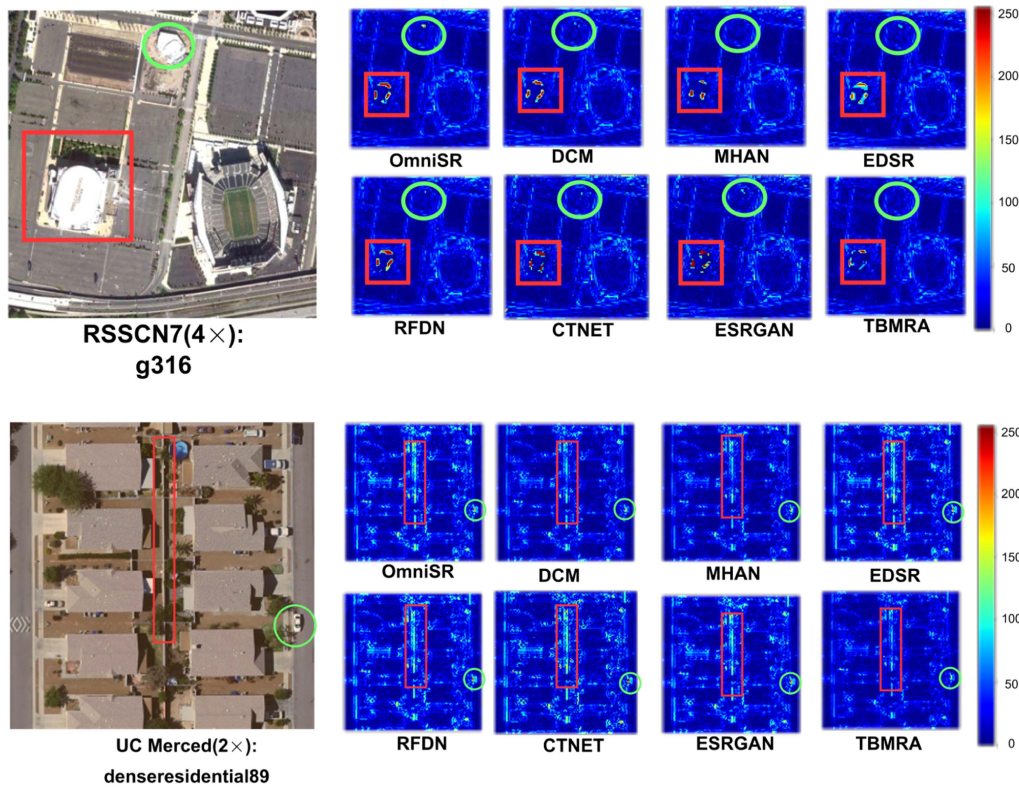 250
200
150
100
50
0
OmniSR
DCM
MHAN
EDSR
RFDN
CTNET
ESRGAN
TBMRA
RSSCN7(4×):
g316
250
200
150
100
50
0
OmniSR
DCM
MHAN
EDSR
RFDN
CTNET
ESRGAN
TBMRA
UC Merced(2×):
denseresidential89